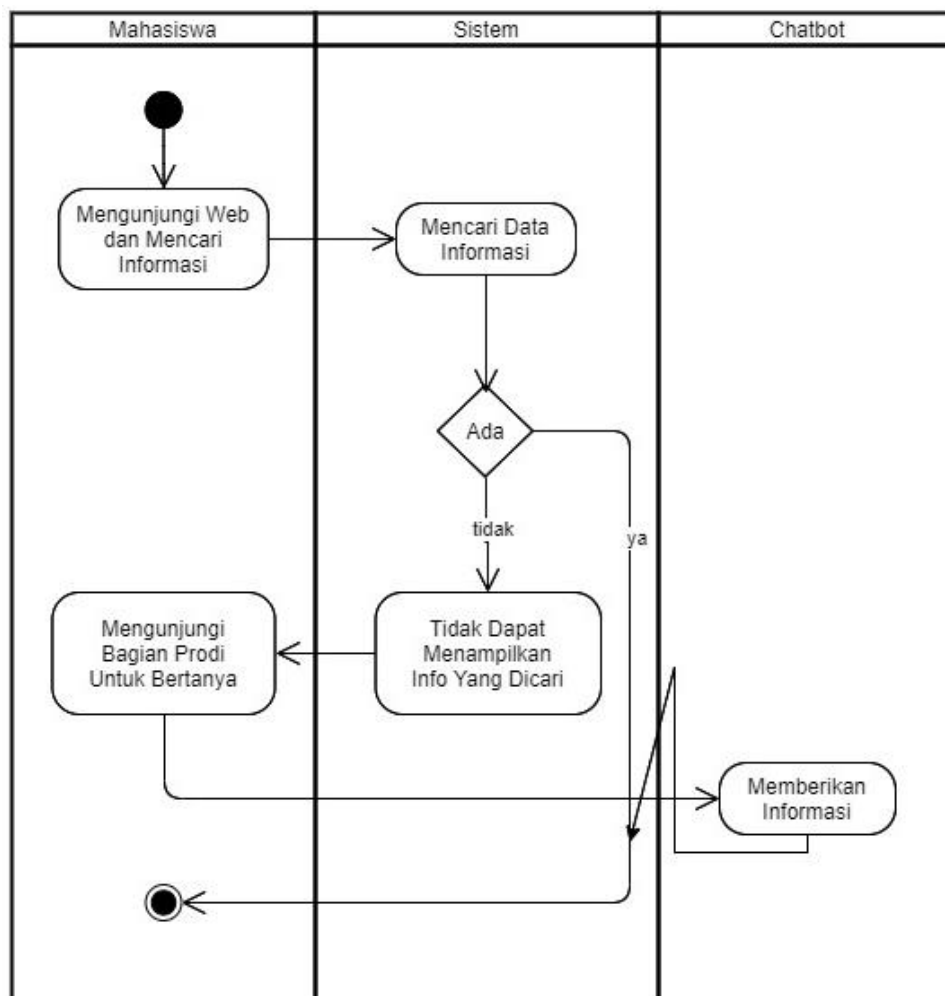 Mahasiswa
Sistem
Chatbot
Mengunjungi Web
dan Mencari
Informasi
Mencari Data
Informasi
Ada
tidak
ya
Mengunjungi
Bagian Prodi
Untuk Bertanya
Tidak Dapat
Menampilkan
Info Yang Dicari
Memberikan
Informasi